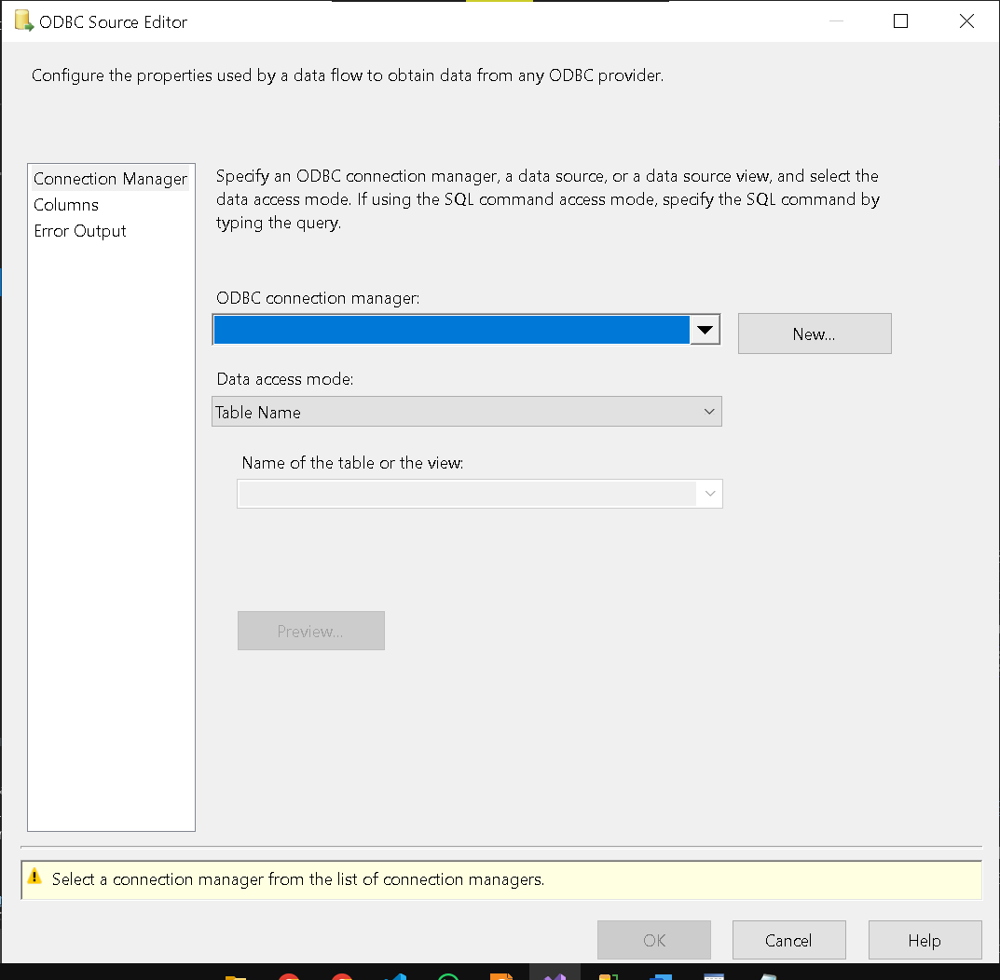 ODBC Source Editor
Configure the properties used by a data flow to obtain data from any ODBC provider.
Connection Manager
Columns
Error Output
Specify an ODBC connection manager, a data source, or a data source view, and select the
data access mode. If using the SQL command access mode, specify the SQL command by
typing the query.
ODBC connection manager:
New...
Data access mode:
Table Name
Name of the table or the view:
Preview...
Select a connection manager from the list of connection managers.
OK
Cancel
Help